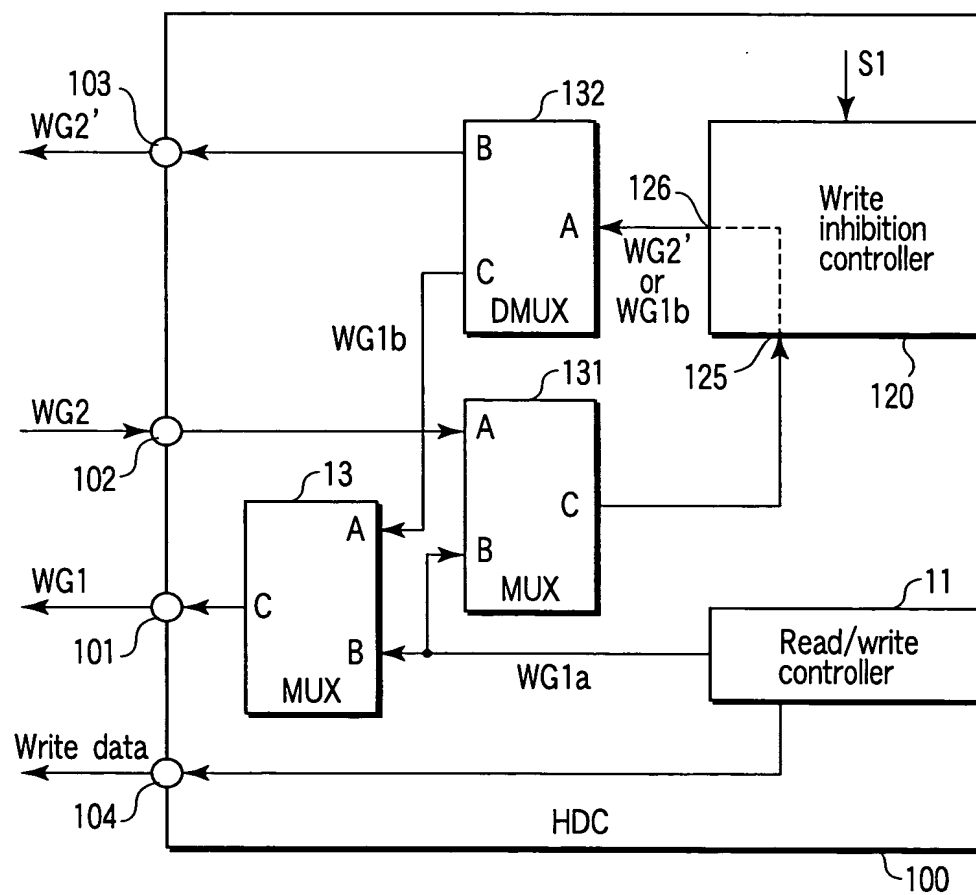 S1
103
132
WG2'
B
126
Write
inhibition
controller
A
WG2'
or
WG1b
C
DMUX
WG1b
125
120
131
WG2
A
102
13
A
C
B
WG1
C
MUX
11
101
B
WG1a
Read/write
controller
MUX
Write data
104
HDC
100